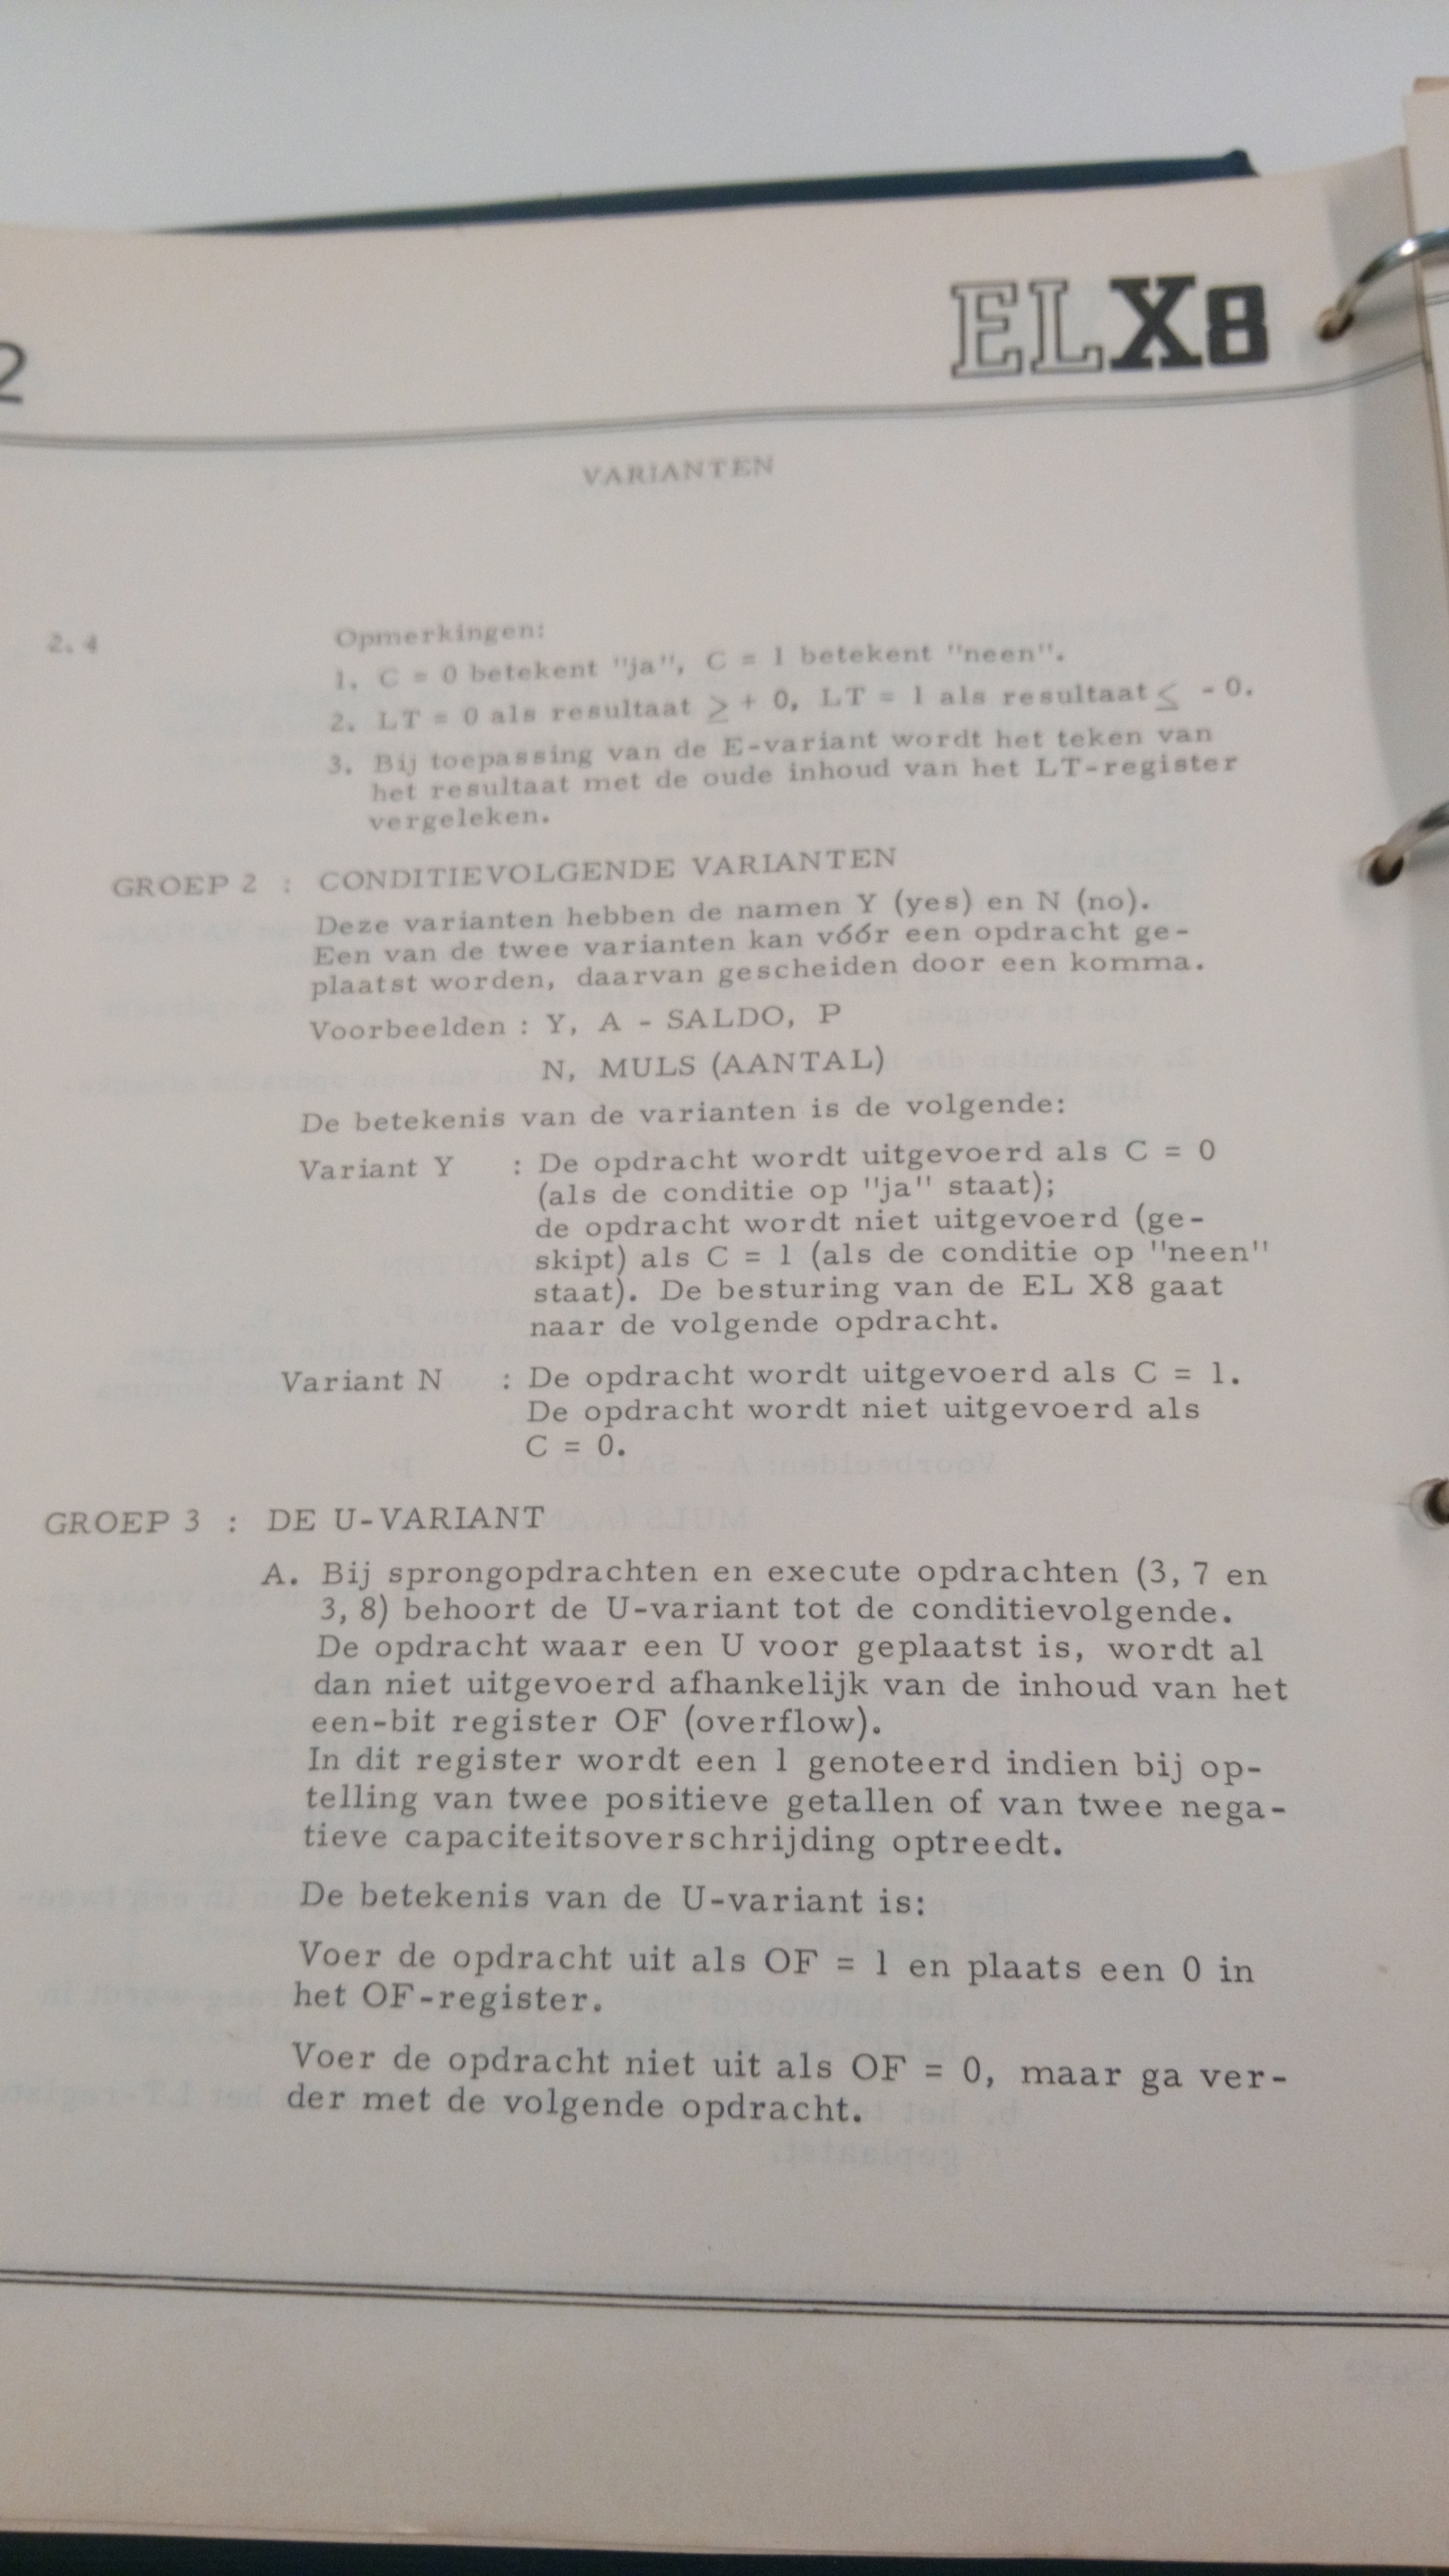 2
ELX8
VARIANTEN
2.4
Opmerkingen:
1. C = 0 betekent "ja", C = 1 betekent "neen".
2. LT = 0 als resultaat ≥ + 0, LT = 1 als resultaat ≤ - 0.
3. Bij toepassing van de E-variant wordt het teken van
het resultaat met de oude inhoud van het LT-register
vergeleken.
GROEP 2 : CONDITIEVOLGENDE VARIANTEN
Deze varianten hebben de namen Y (yes) en N (no).
Een van de twee varianten kan vóór een opdracht ge-
plaatst worden, daarvan gescheiden door een komma.
Voorbeelden : Y, A - SALDO, P
N, MULS (AANTAL)
De betekenis van de varianten is de volgende:
Variant Y : De opdracht wordt uitgevoerd als C = 0
(als de conditie op "ja" staat);
de opdracht wordt niet uitgevoerd (ge-
skipt) als C = 1 (als de conditie op "neen"
staat). De besturing van de EL X8 gaat
naar de volgende opdracht.
Variant N : De opdracht wordt uitgevoerd als C = 1.
De opdracht wordt niet uitgevoerd als
C = 0.
GROEP 3 : DE U-VARIANT
A. Bij sprongopdrachten en execute opdrachten (3, 7 en
3, 8) behoort de U-variant tot de conditievolgende.
De opdracht waar een U voor geplaatst is, wordt al
dan niet uitgevoerd afhankelijk van de inhoud van het
een-bit register OF (overflow).
In dit register wordt een 1 genoteerd indien bij op-
telling van twee positieve getallen of van twee nega-
tieve capaciteitsoverschrijding optreedt.
De betekenis van de U-variant is:
Voer de opdracht uit als OF = 1 en plaats een 0 in
het OF-register.
Voer de opdracht niet uit als OF = 0, maar ga ver-
der met de volgende opdracht.